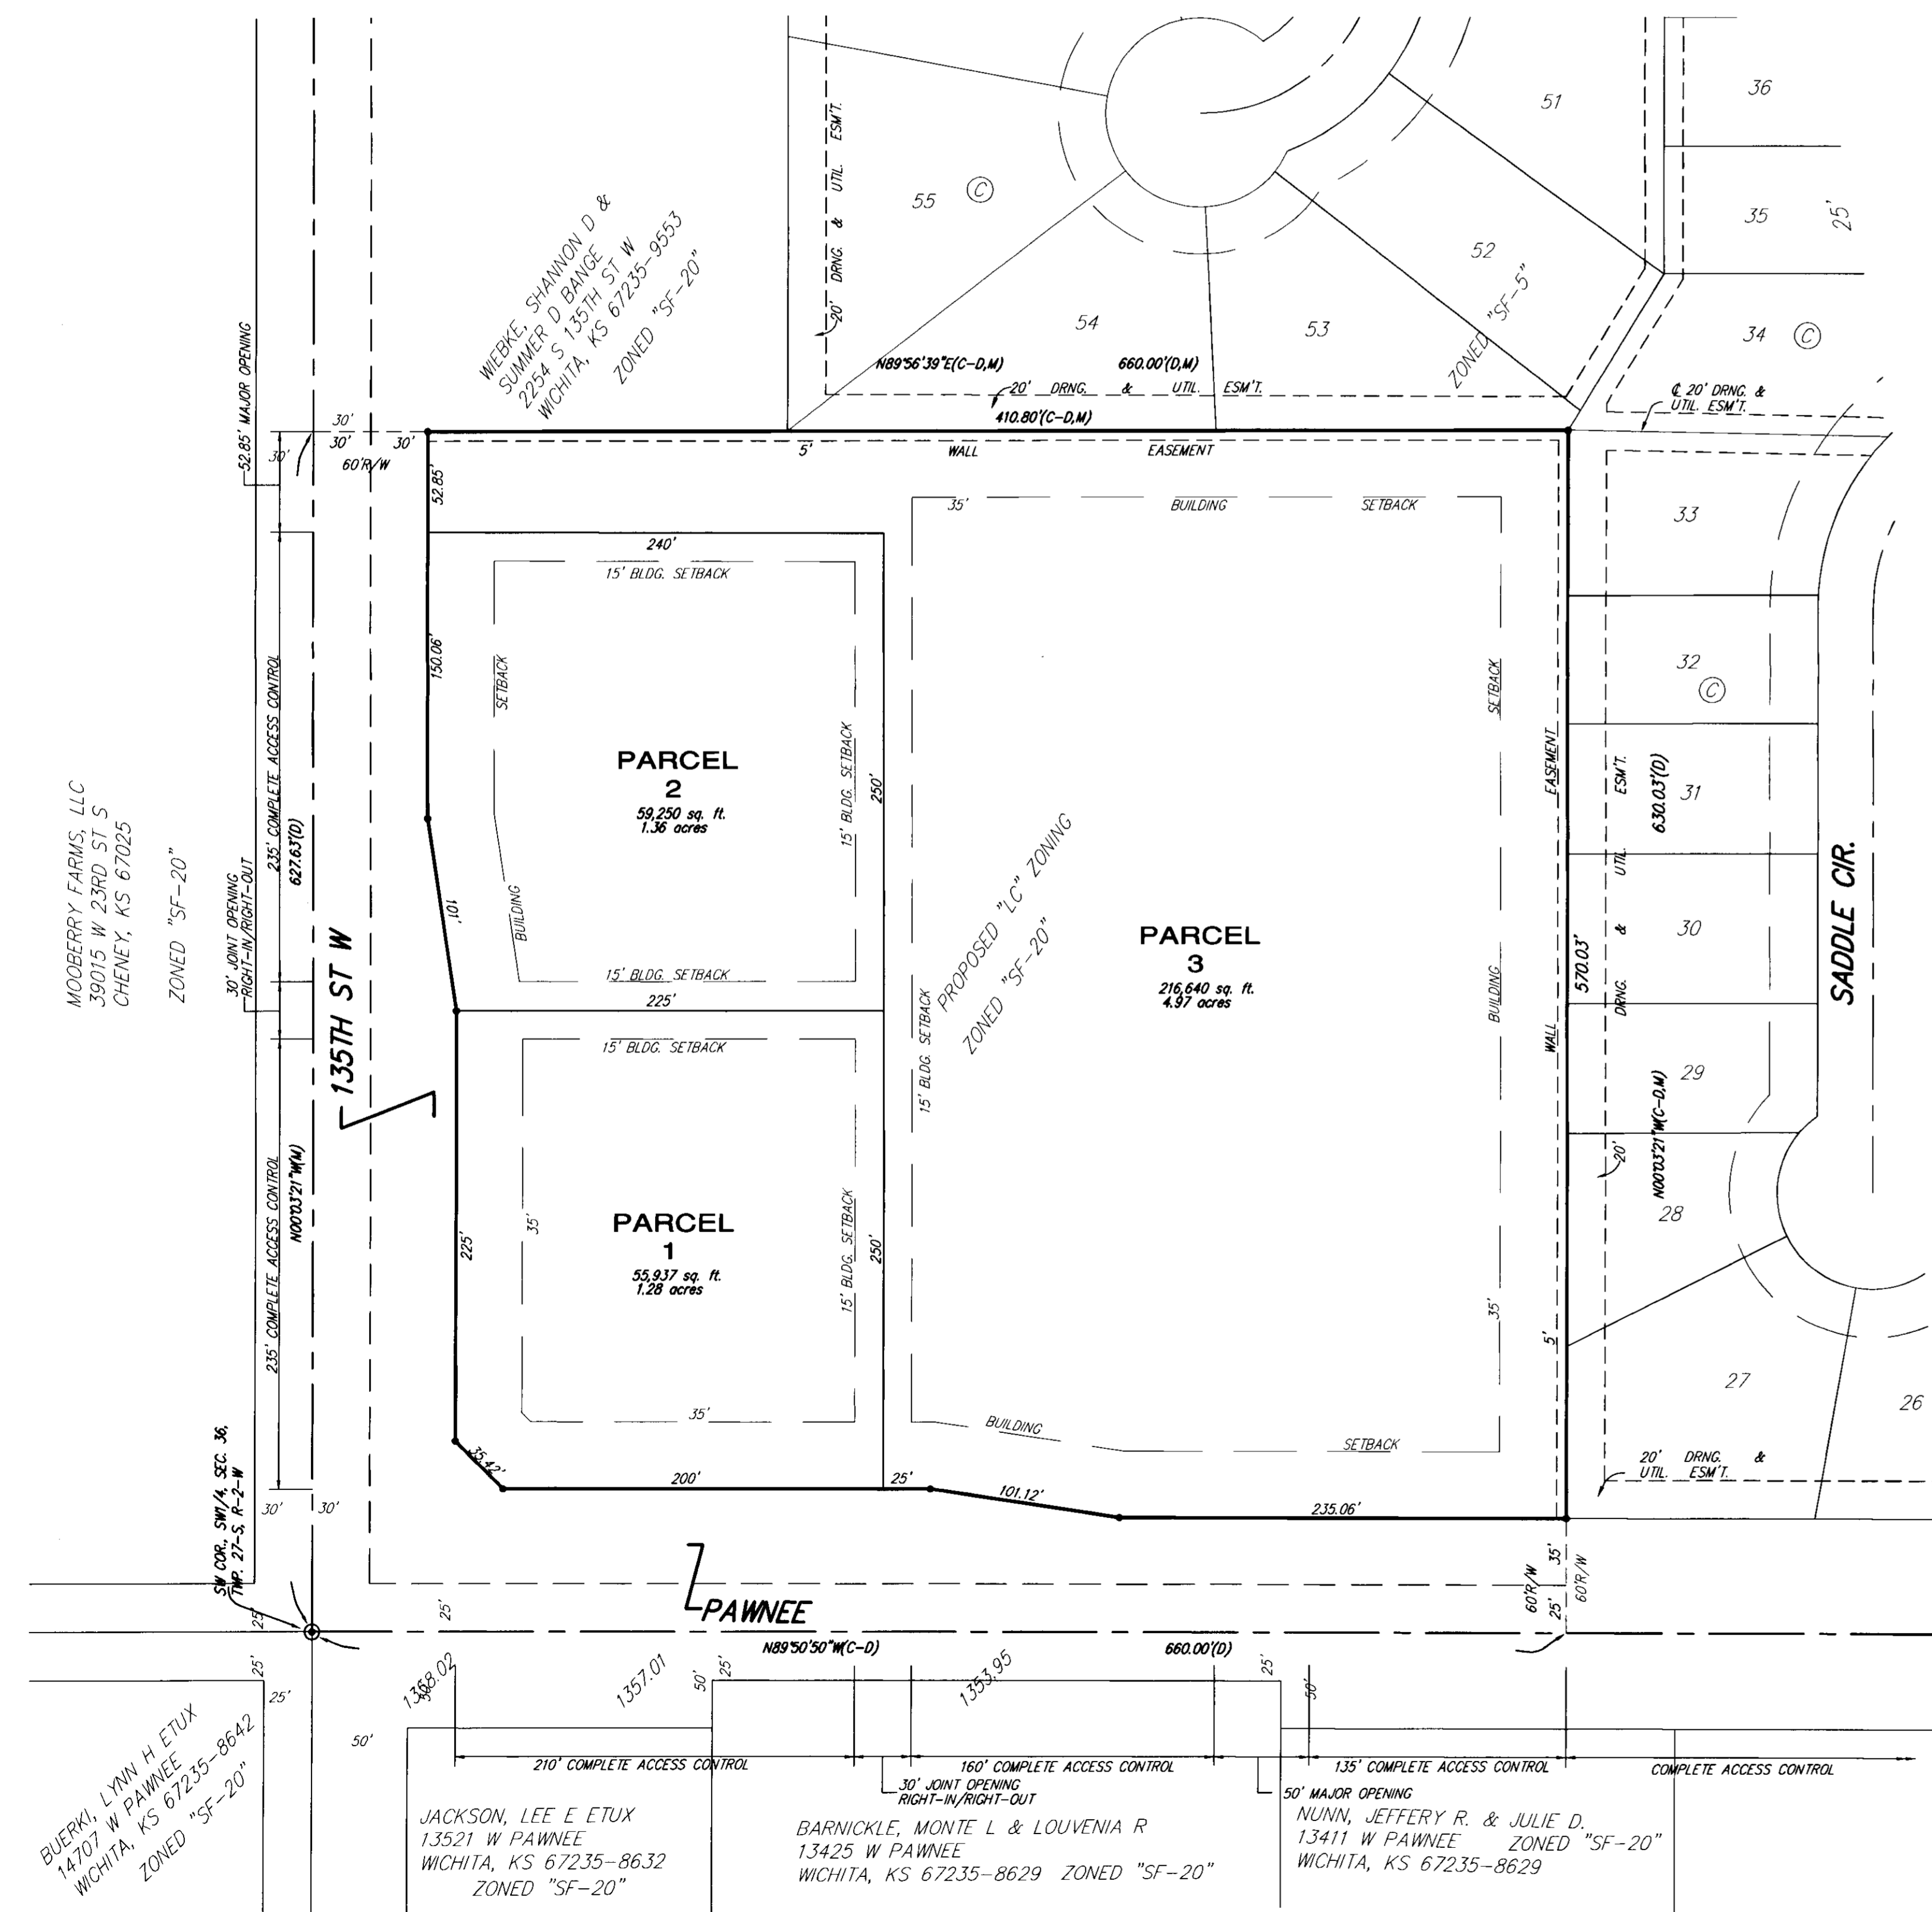 51
36
35
25'
55
C
52
"SF-5"
ZONED
54
53
34
C
20' DRNG. & UTIL. ESM'T.
WIEBKE, SHANNON D &
SUMMER D BANGE
2254 S 135TH ST W
WICHITA, KS 67235-9553
ZONED "SF-20"
N89°56'39"E(C-D,M)
660.00'(D,M)
20' DRNG. & UTIL. ESM'T.
410.80'(C-D,M)
℄ 20' DRNG. &
UTIL. ESM'T.
52.85' MAJOR OPENING
30'
30'
30'
30'
60'R/W
52.85'
5' WALL EASEMENT
35' BUILDING SETBACK
33
240'
15' BLDG. SETBACK
235' COMPLETE ACCESS CONTROL
150.06'
SETBACK
SETBACK
32
C
PARCEL
2
59,250 sq. ft.
1.36 acres
15' BLDG. SETBACK
250'
EASEMENT
DRNG. & UTIL. ESM'T.
630.03'(D)
31
MOOBERRY FARMS, LLC
39015 W 23RD ST S
CHENEY, KS 67025
ZONED "SF-20"
30' JOINT OPENING
RIGHT-IN/RIGHT-OUT
627.63'(D)
101'
BUILDING
PROPOSED "LC" ZONING
ZONED "SF-20"
PARCEL
3
216,640 sq. ft.
4.97 acres
BUILDING
570.03'
30
SADDLE CIR.
15' BLDG. SETBACK
225'
135TH ST W
15' BLDG. SETBACK
15' BLDG. SETBACK
WALL
29
20'
N00°03'21"W(C-D,M)
28
N00°03'21"W(M)
235' COMPLETE ACCESS CONTROL
225'
35'
PARCEL
1
55,937 sq. ft.
1.28 acres
15' BLDG. SETBACK
250'
35'
5'
27
26
35'
BUILDING
SETBACK
SW COR., SW1/4, SEC. 36,
TWP. 27-S, R-2-W
35.42'
200'
25'
101.12'
235.06'
20' DRNG. &
UTIL. ESM'T.
30'
30'
60'R/W
35'
25'
60'R/W
25'
25'
PAWNEE
N89°50'50"W(C-D)
660.00'(D)
25'
25'
50'
1368.02
50'
1357.01
50'
25'
1353.95
25'
50'
210' COMPLETE ACCESS CONTROL
30' JOINT OPENING
RIGHT-IN/RIGHT-OUT
160' COMPLETE ACCESS CONTROL
50' MAJOR OPENING
135' COMPLETE ACCESS CONTROL
COMPLETE ACCESS CONTROL
BUERKI, LYNN H ETUX
14707 W PAWNEE
WICHITA, KS 67235-8642
ZONED "SF-20"
JACKSON, LEE E ETUX
13521 W PAWNEE
WICHITA, KS 67235-8632
ZONED "SF-20"
BARNICKLE, MONTE L & LOUVENIA R
13425 W PAWNEE
WICHITA, KS 67235-8629 ZONED "SF-20"
NUNN, JEFFERY R. & JULIE D.
13411 W PAWNEE ZONED "SF-20"
WICHITA, KS 67235-8629